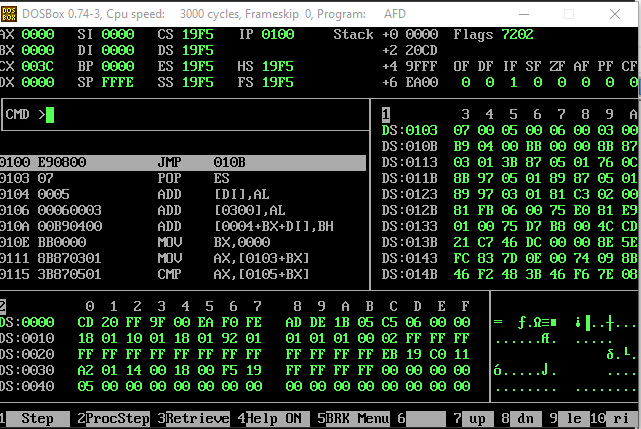 DOSBox 0.74-3, Cpu speed: 3000 cycles, Frameskip 0, Program: AFD
AX 0000 SI 0000 CS 19F5 IP 0100 Stack +0 0000 Flags 7202
BX 0000 DI 0000 DS 19F5 +2 20CD
CX 003C BP 0000 ES 19F5 HS 19F5 +4 9FFF OF DF IF SF ZF AF PF CF
DX 0000 SP FFFE SS 19F5 FS 19F5 +6 EA00 0 0 1 0 0 0 0 0
CMD >
1 3 4 5 6 7 8 9 A
DS:0103 07 00 05 00 06 00 03 00
DS:010B B9 04 00 BB 00 00 8B 87
DS:0113 03 01 3B 87 05 01 76 0C
DS:011B 8B 97 05 01 89 87 05 01
DS:0123 89 97 03 01 81 C3 02 00
DS:012B 81 FB 06 00 75 E0 81 E9
DS:0133 01 00 75 D7 B8 00 4C CD
DS:013B 21 C7 46 DC 00 00 8E 5E
DS:0143 FC 83 7D 0E 00 74 09 8B
DS:014B 46 F2 48 3B 46 F6 7E 08
0100 E90800 JMP 010B
0103 07 POP ES
0104 0005 ADD [DI],AL
0106 00060003 ADD [0300],AL
010A 00B90400 ADD [0004+BX+DI],BH
010E BB0000 MOV BX,0000
0111 8B870301 MOV AX,[0103+BX]
0115 3B870501 CMP AX,[0105+BX]
2 0 1 2 3 4 5 6 7 8 9 A B C D E F
DS:0000 CD 20 FF 9F 00 EA F0 FE AD DE 1B 05 C5 06 00 00 = ƒ.Ω≡■ ¡▐..┼...
DS:0010 18 01 10 01 18 01 92 01 01 01 01 00 02 FF FF FF ......ff. .....
DS:0020 FF FF FF FF FF FF FF FF FF FF FF FF EB 19 C0 11 δ.└.
DS:0030 A2 01 14 00 18 00 F5 19 FF FF FF FF 00 00 00 00 ó.....J. ....
DS:0040 05 00 00 00 00 00 00 00 00 00 00 00 00 00 00 00 ........ ........
1 Step 2 ProcStep 3 Retrieve 4 Help ON 5 BRK Menu 6 7 up 8 dn 9 le 10 ri